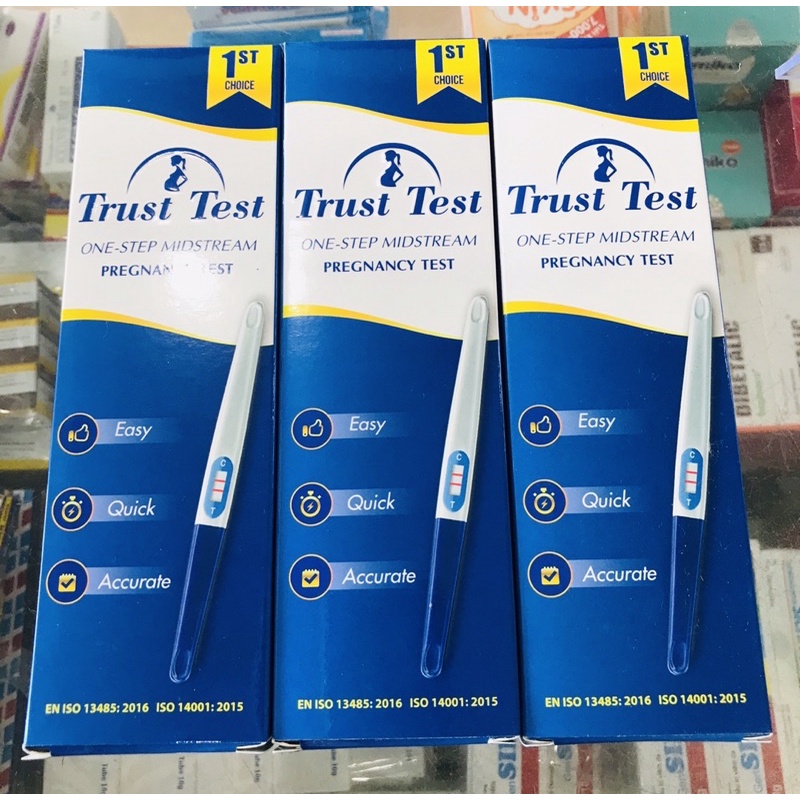 1ST
CHOICE
Trust Test
ONE-STEP MIDSTREAM
PREGNANCY TEST
Easy
C
T
Quick
Accurate
EN ISO 13485: 2016 ISO 14001: 2015
1ST
CHOICE
Trust Test
ONE-STEP MIDSTREAM
PREGNANCY TEST
Easy
C
T
Quick
Accurate
EN ISO 13485: 2016 ISO 14001: 2015
1ST
CHOICE
Trust Test
ONE-STEP MIDSTREAM
PREGNANCY TEST
Easy
C
T
Quick
Accurate
EN ISO 13485: 2016 ISO 14001: 2015
DIBETALIC
Tube 10g